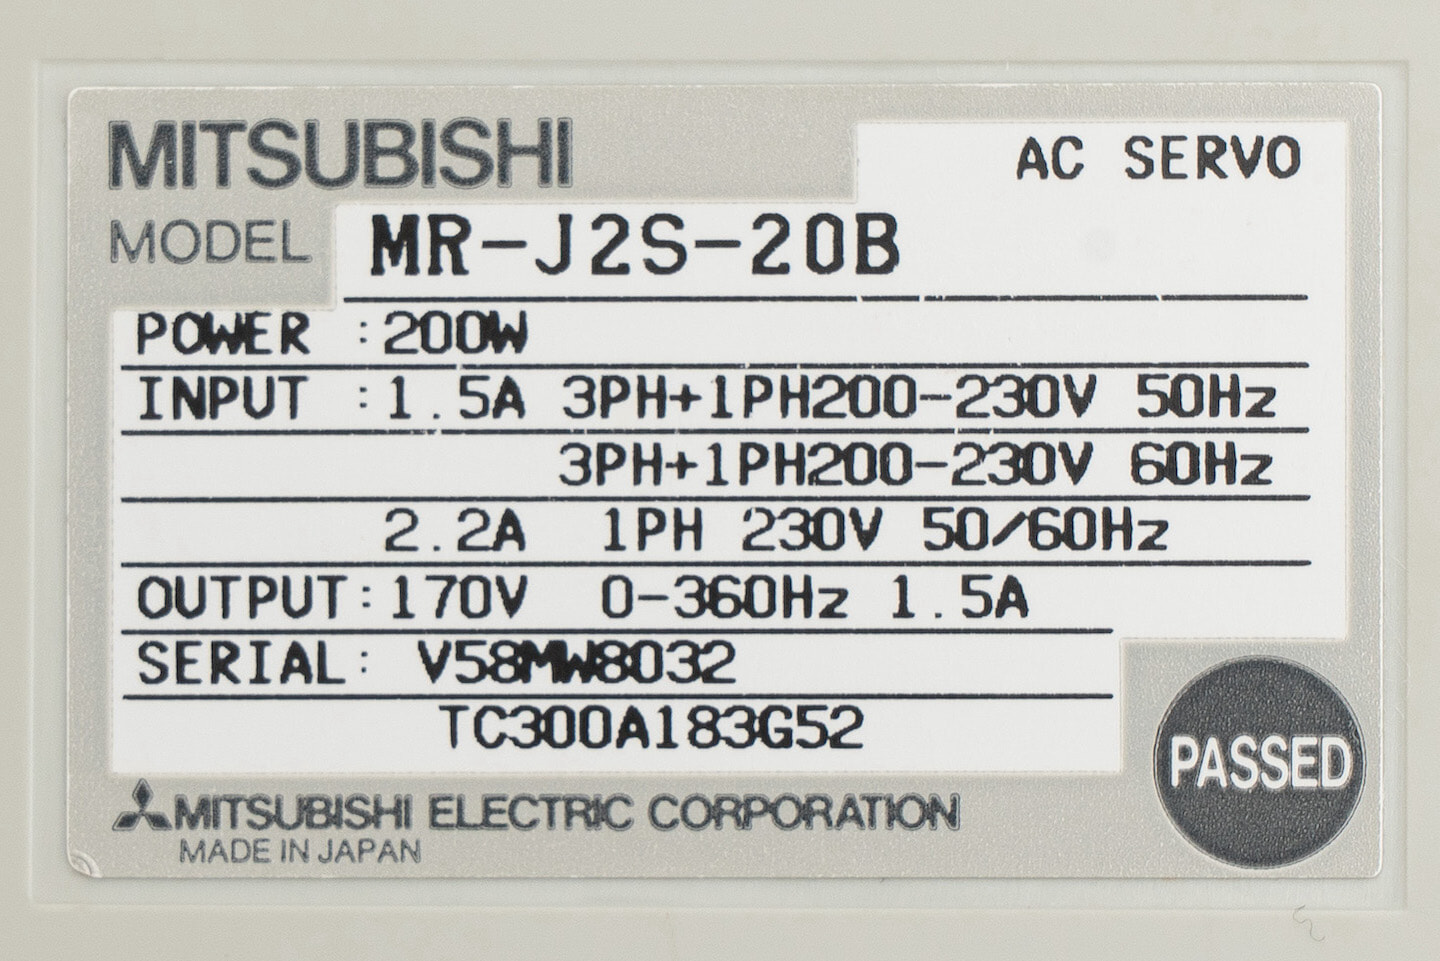 MITSUBISHI
AC SERVO
MODEL MR-J2S-20B
POWER :200W
INPUT :1.5A 3PH+1PH200-230V 50Hz
3PH+1PH200-230V 60Hz
2.2A 1PH 230V 50/60Hz
OUTPUT:170V 0-360Hz 1.5A
SERIAL: V58MW8032
TC300A183G52
PASSED
MITSUBISHI ELECTRIC CORPORATION
MADE IN JAPAN